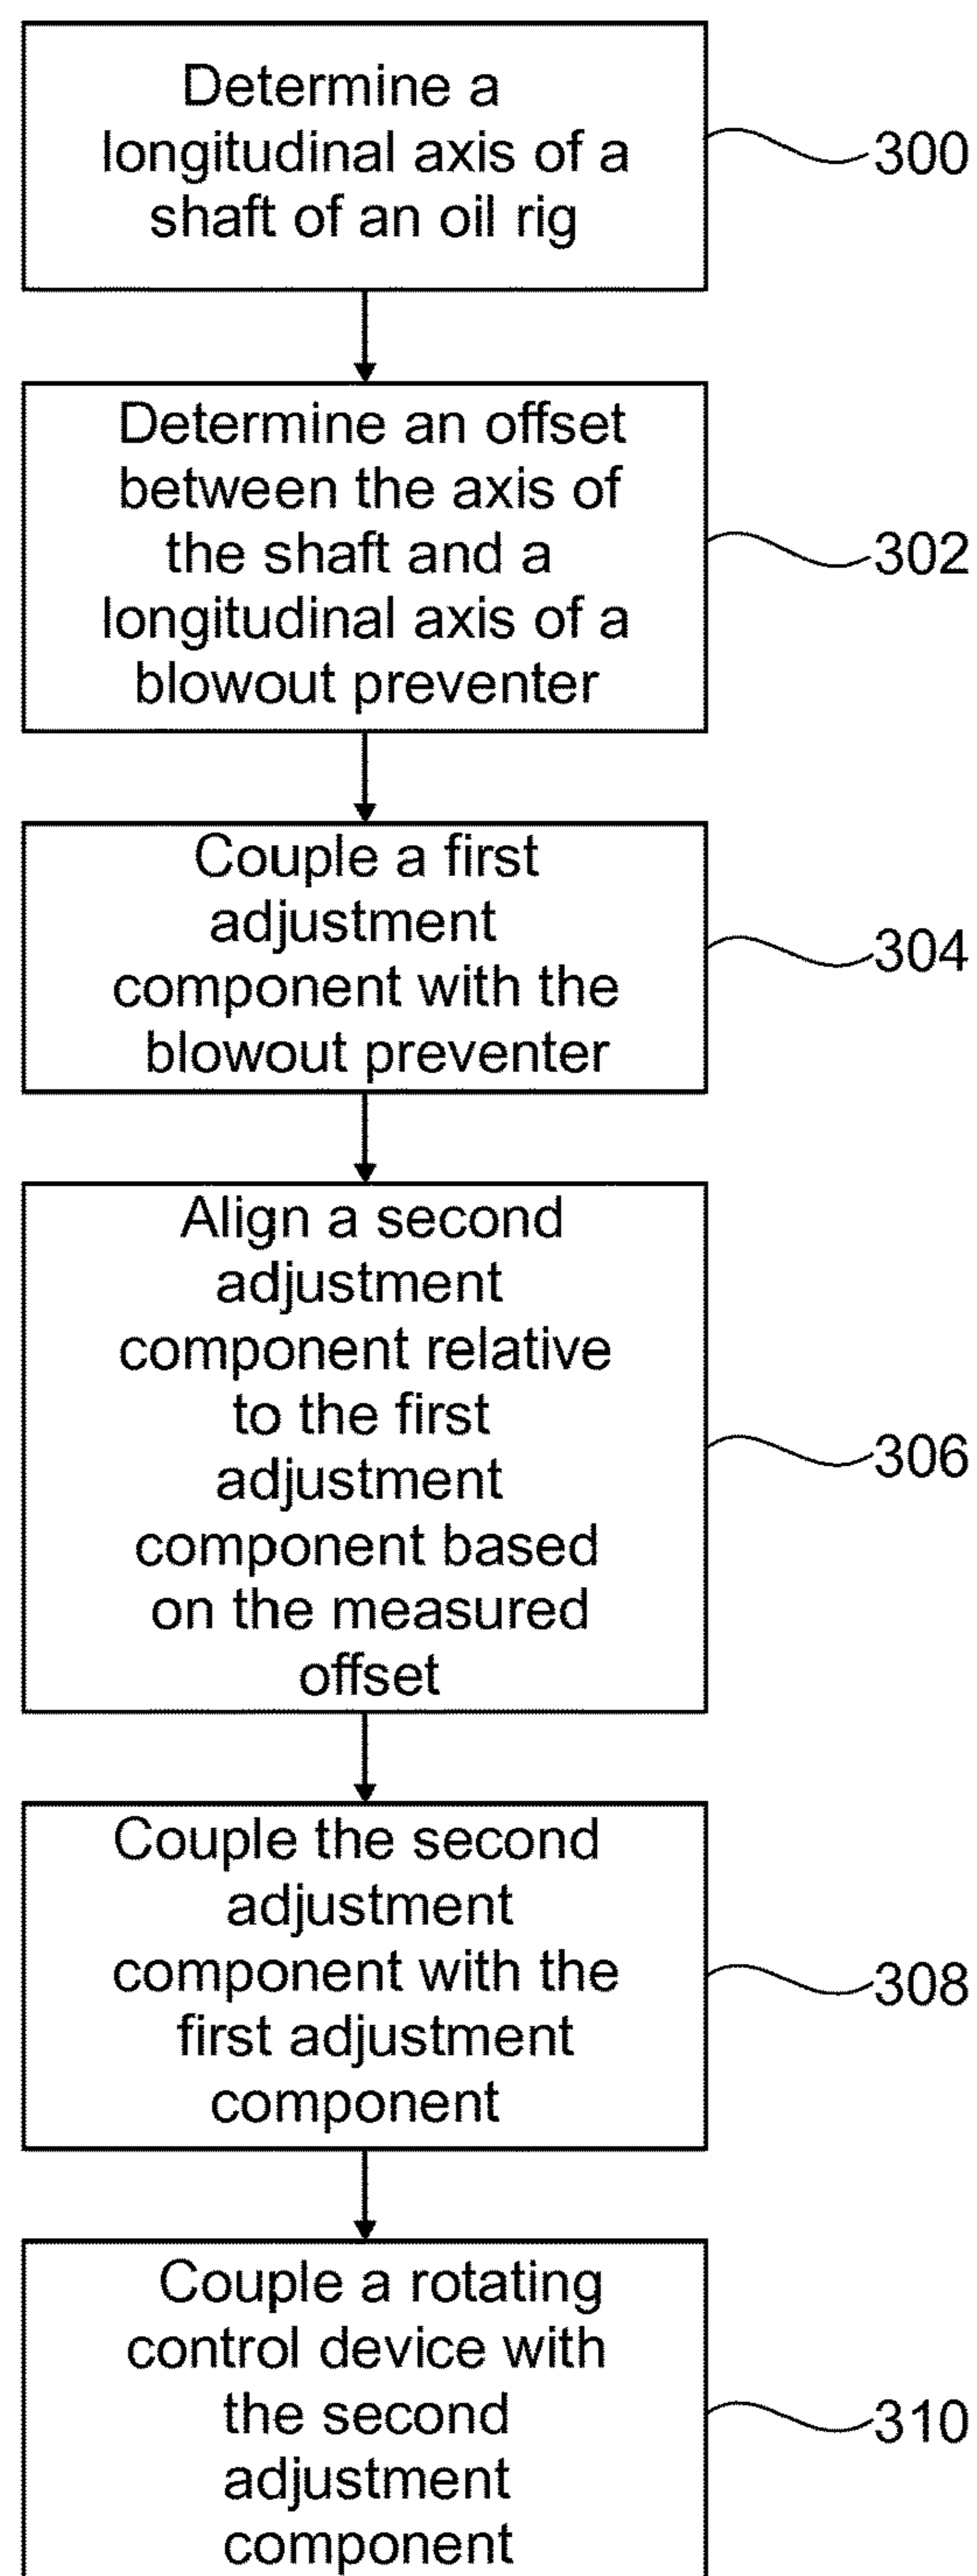 Determine a
longitudinal axis of a
shaft of an oil rig
300
Determine an offset
between the axis of
the shaft and a
longitudinal axis of a
blowout preventer
302
Couple a first
adjustment
component with the
blowout preventer
304
Align a second
adjustment
component relative
to the first
adjustment
component based
on the measured
offset
306
Couple the second
adjustment
component with the
first adjustment
component
308
Couple a rotating
control device with
the second
adjustment
component
310